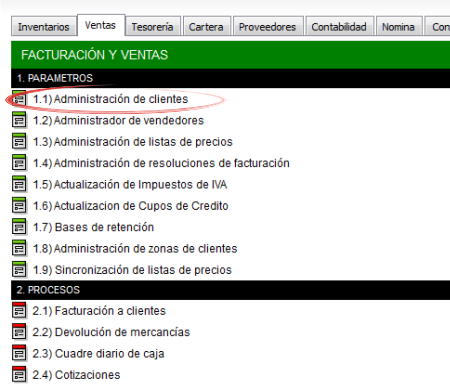 Inventarios Ventas Tesorería Cartera Proveedores Contabilidad Nomina Con
FACTURACIÓN Y VENTAS
1. PARAMETROS
1.1) Administración de clientes
1.2) Administrador de vendedores
1.3) Administración de listas de precios
1.4) Administración de resoluciones de facturación
1.5) Actualización de Impuestos de IVA
1.6) Actualizacion de Cupos de Credito
1.7) Bases de retención
1.8) Administración de zonas de clientes
1.9) Sincronización de listas de precios
2. PROCESOS
2.1) Facturación a clientes
2.2) Devolución de mercancías
2.3) Cuadre diario de caja
2.4) Cotizaciones